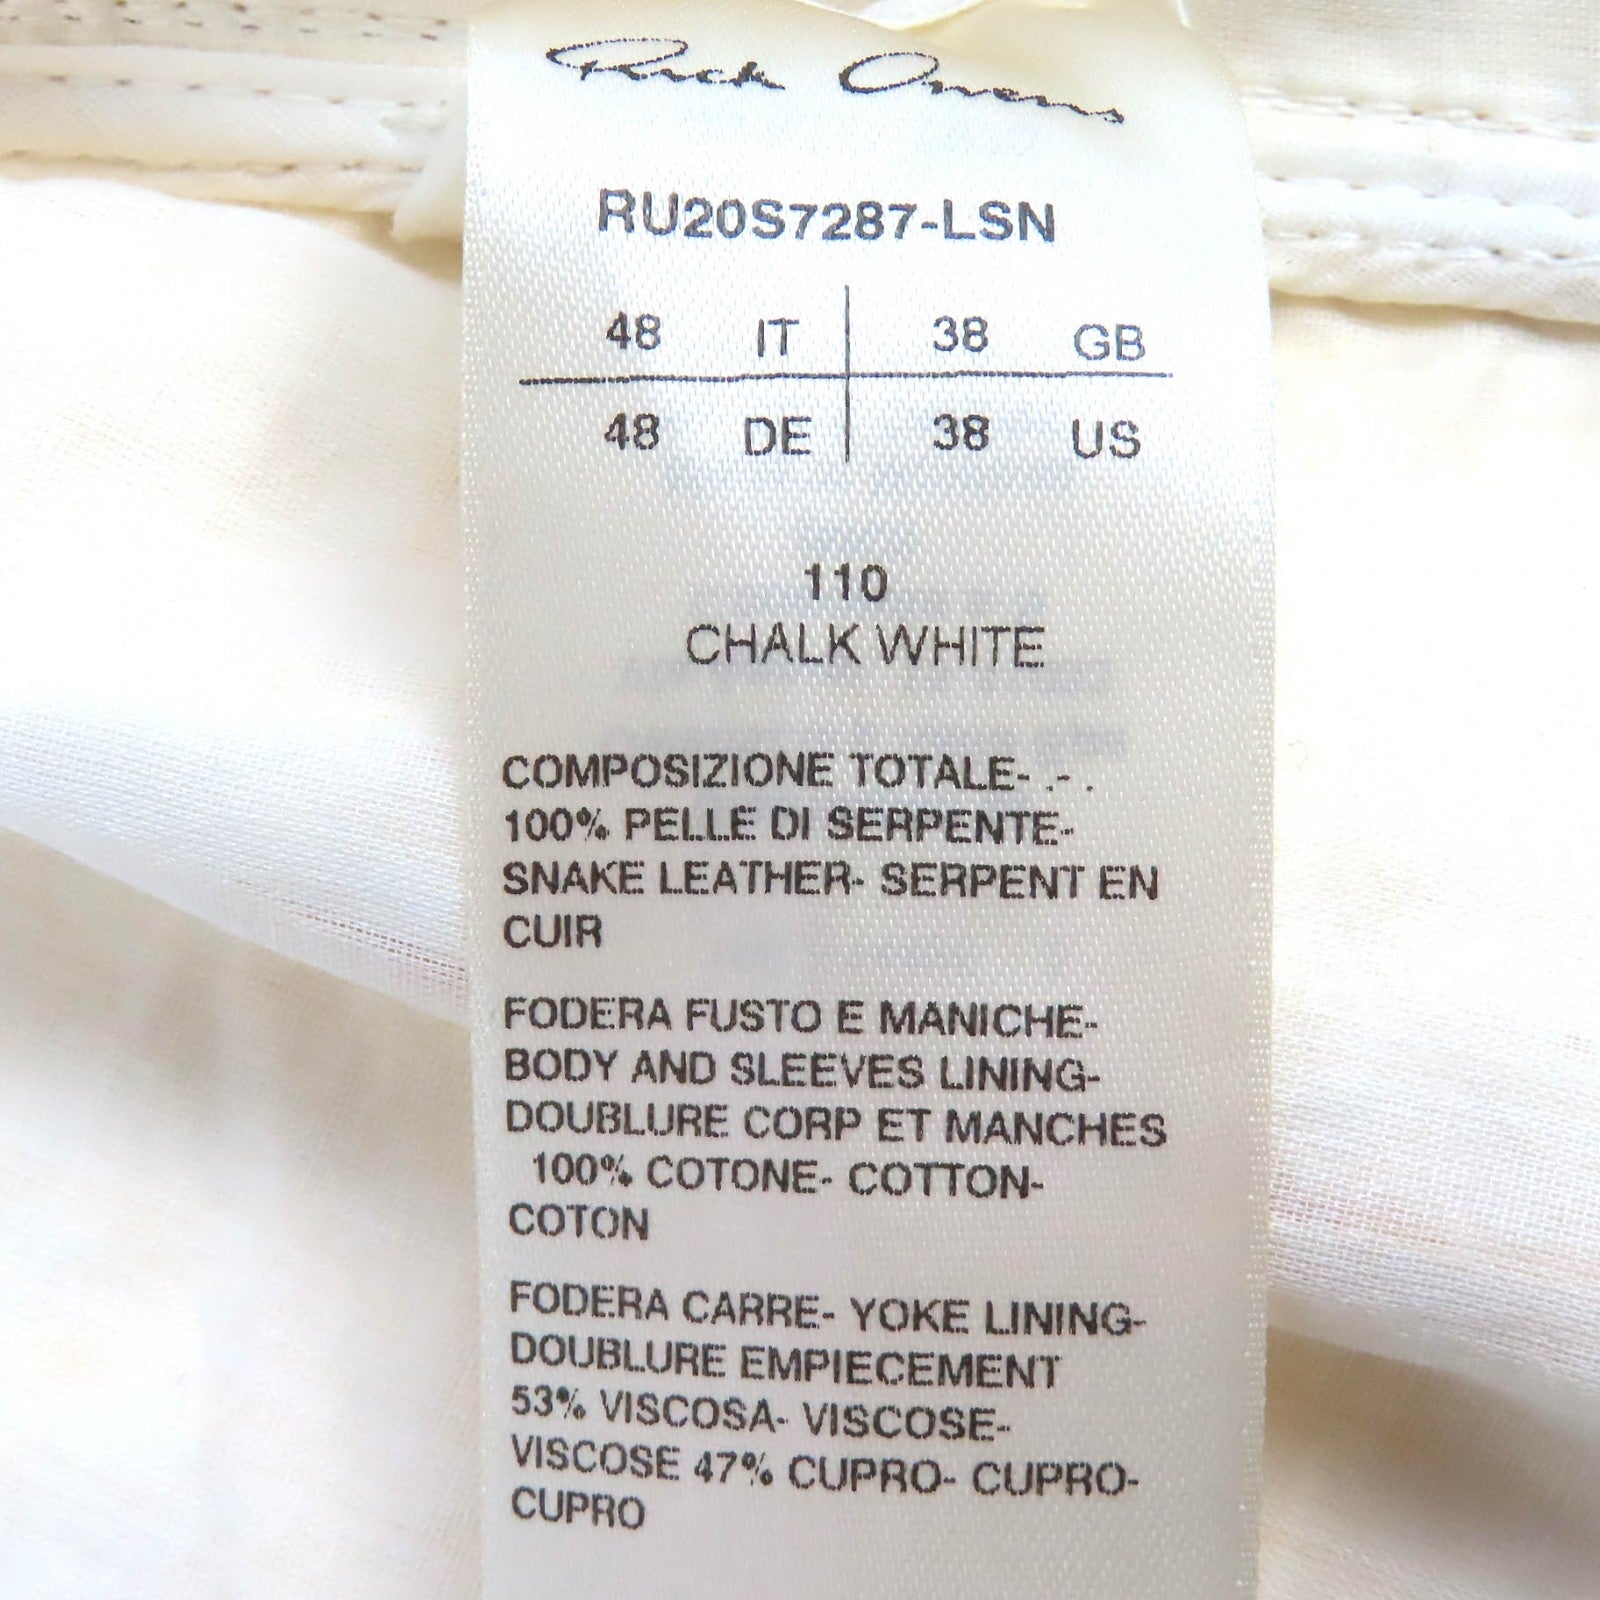 Rick Owens
RU20S7287-LSN
48 IT 38 GB
48 DE 38 US
110
CHALK WHITE
COMPOSIZIONE TOTALE- .- .
100% PELLE DI SERPENTE-
SNAKE LEATHER- SERPENT EN
CUIR
FODERA FUSTO E MANICHE-
BODY AND SLEEVES LINING-
DOUBLURE CORP ET MANCHES
100% COTONE- COTTON-
COTON
FODERA CARRE- YOKE LINING-
DOUBLURE EMPIECEMENT
53% VISCOSA- VISCOSE-
VISCOSE 47% CUPRO- CUPRO-
CUPRO